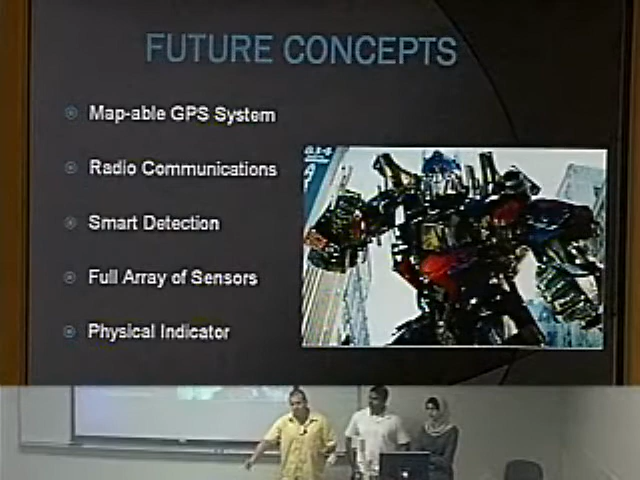 FUTURE CONCEPTS
Map-able GPS System
Radio Communications
Smart Detection
Full Array of Sensors
Physical Indicator